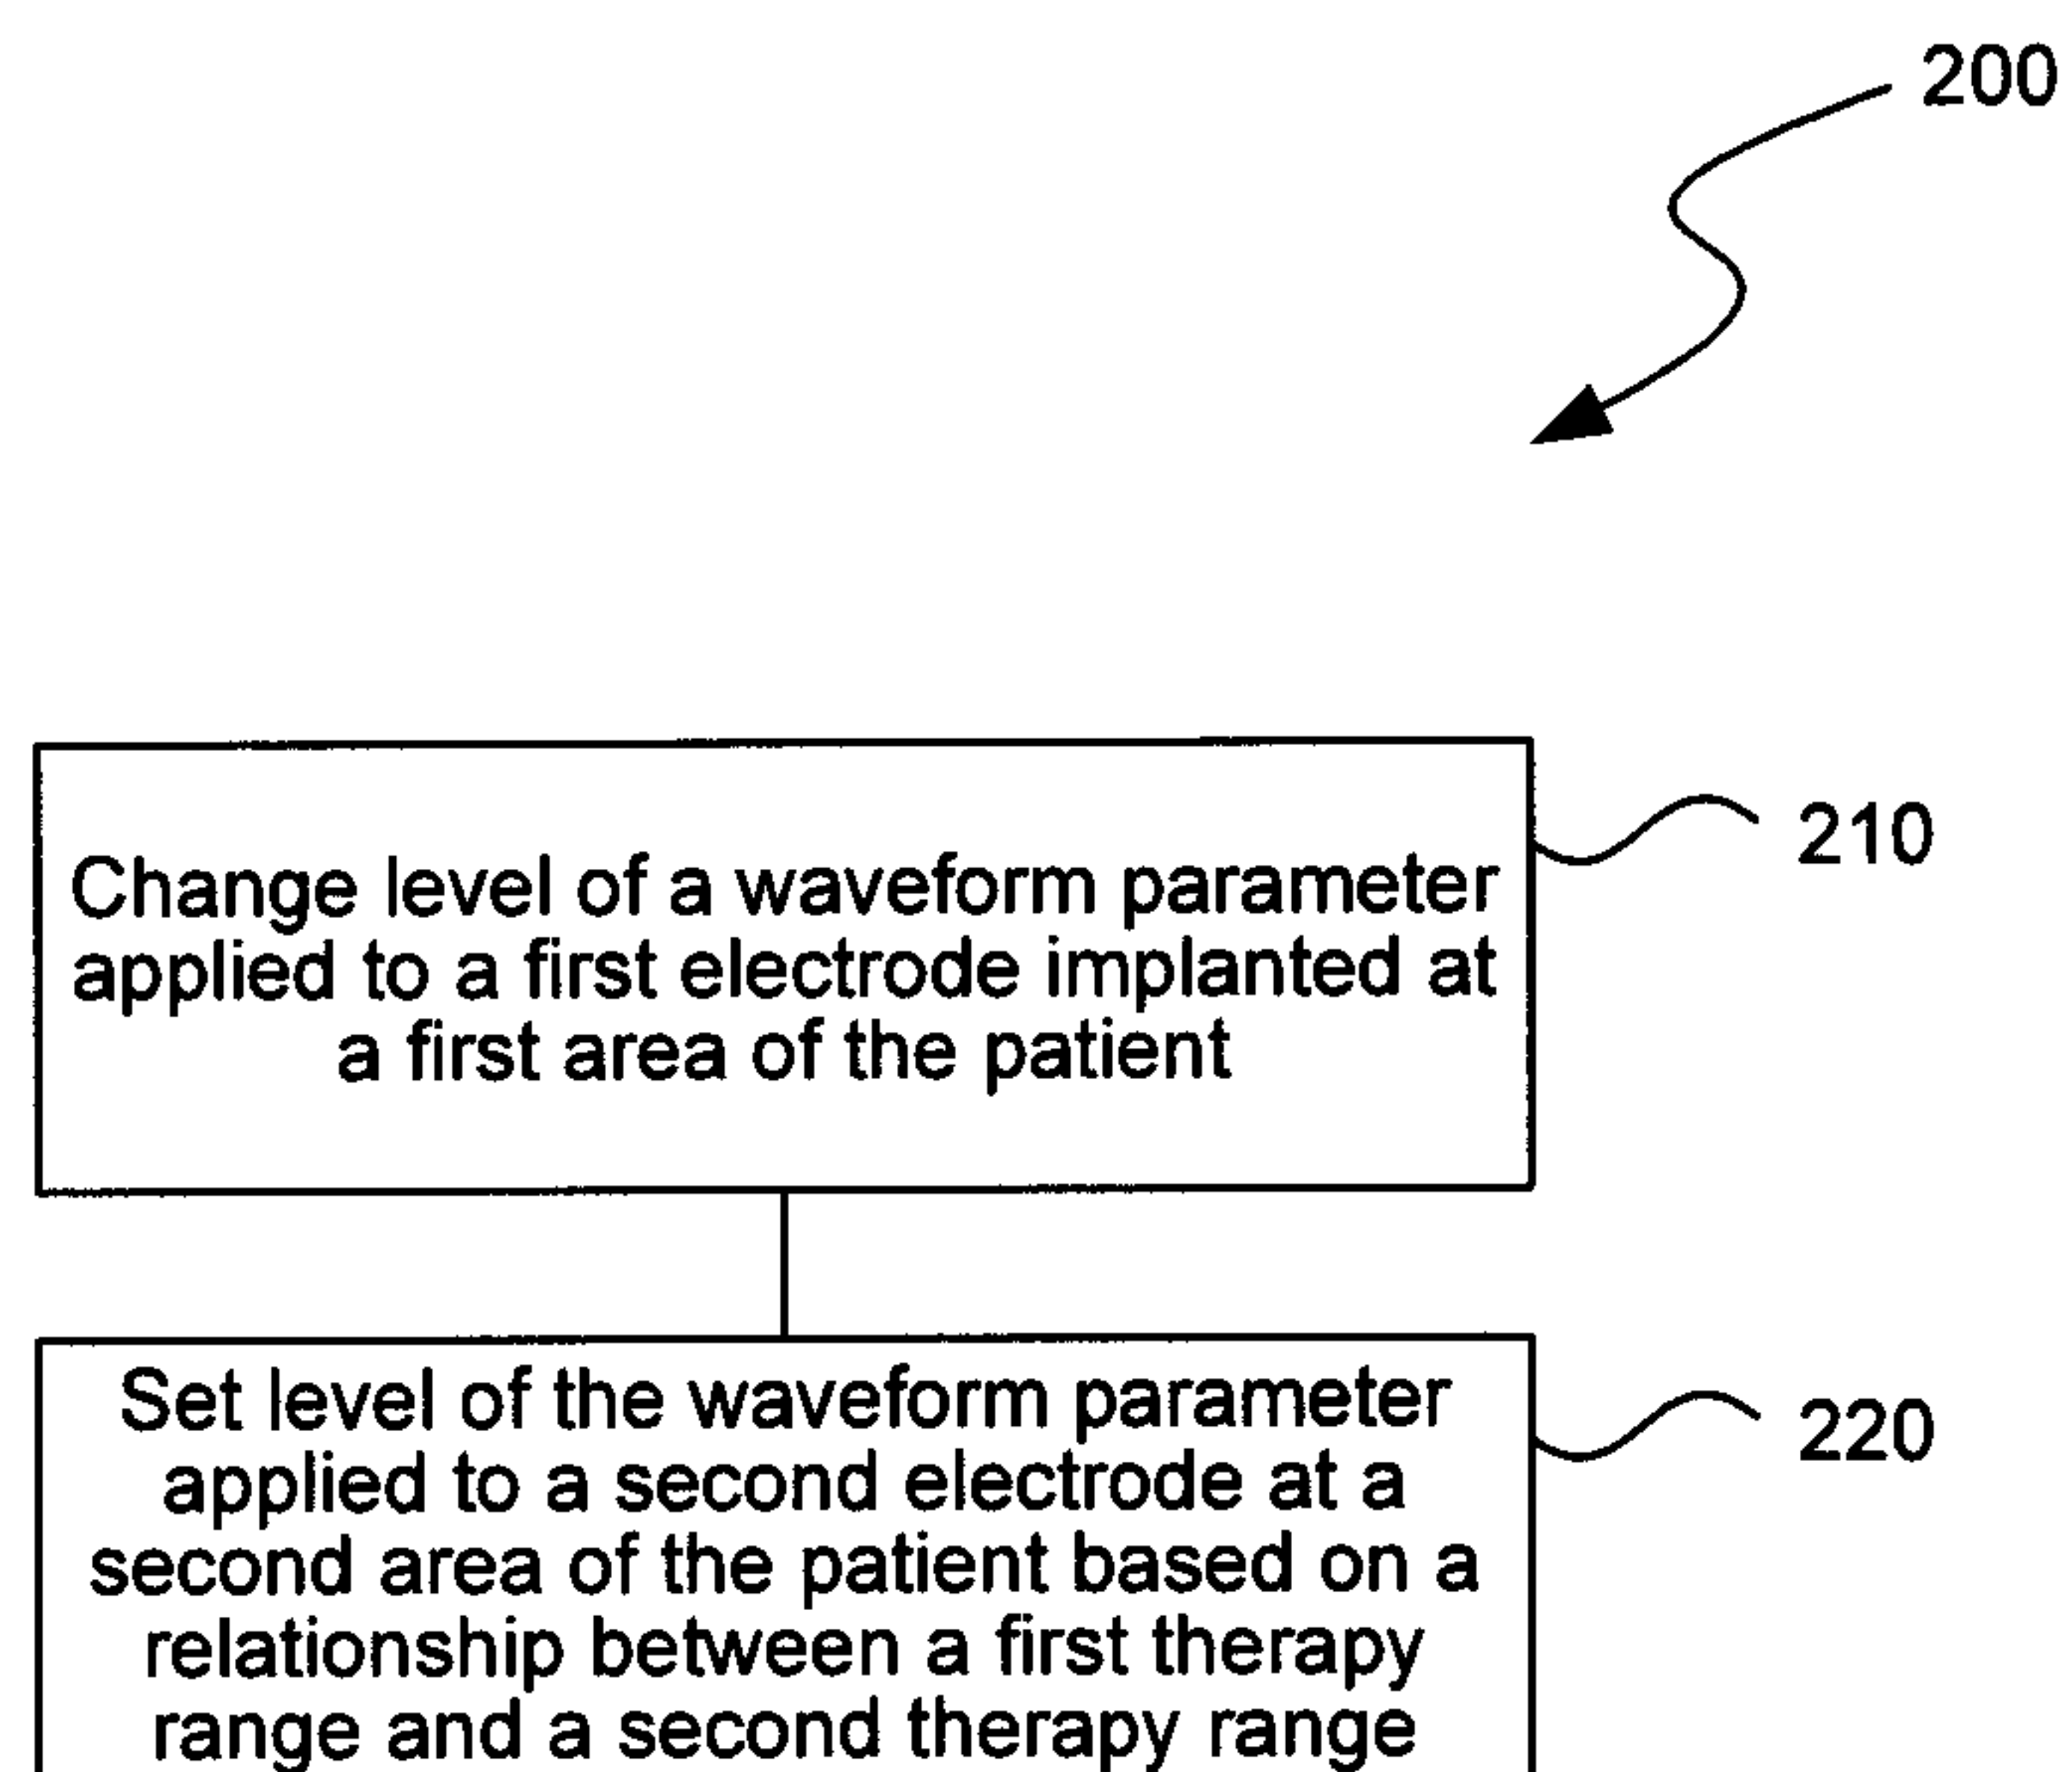 200
210
Change level of a waveform parameter
applied to a first electrode implanted at
a first area of the patient
Set level of the waveform parameter
220
applied to a second electrode at a
second area of the patient based on a
relationship between a first therapy
range and a second therapy range